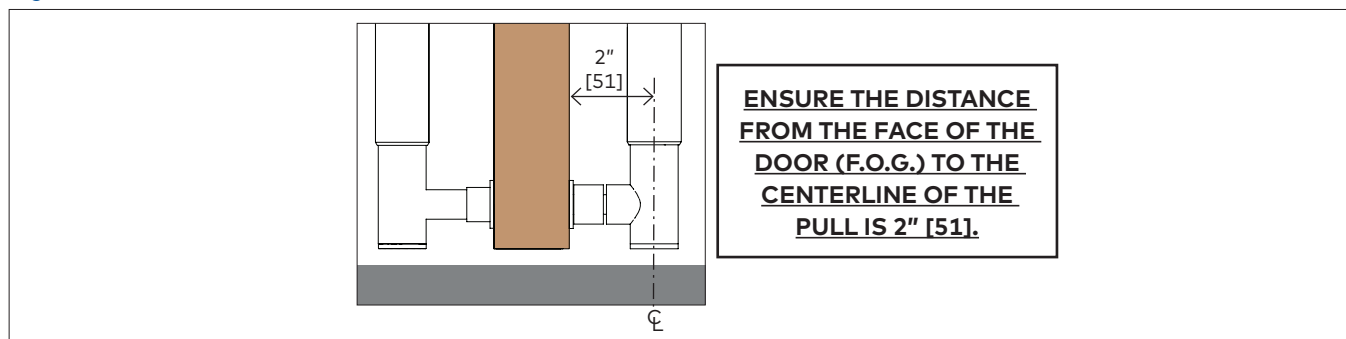 2"
[51]
℄
ENSURE THE DISTANCE
FROM THE FACE OF THE
DOOR (F.O.G.) TO THE
CENTERLINE OF THE
PULL IS 2" [51].